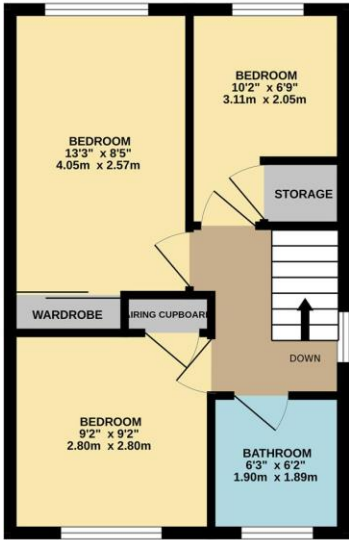 BEDROOM
13'3" x 8'5"
4.05m x 2.57m
BEDROOM
10'2" x 6'9"
3.11m x 2.05m
STORAGE
WARDROBE
AIRING CUPBOARD
DOWN
BEDROOM
9'2" x 9'2"
2.80m x 2.80m
BATHROOM
6'3" x 6'2"
1.90m x 1.89m